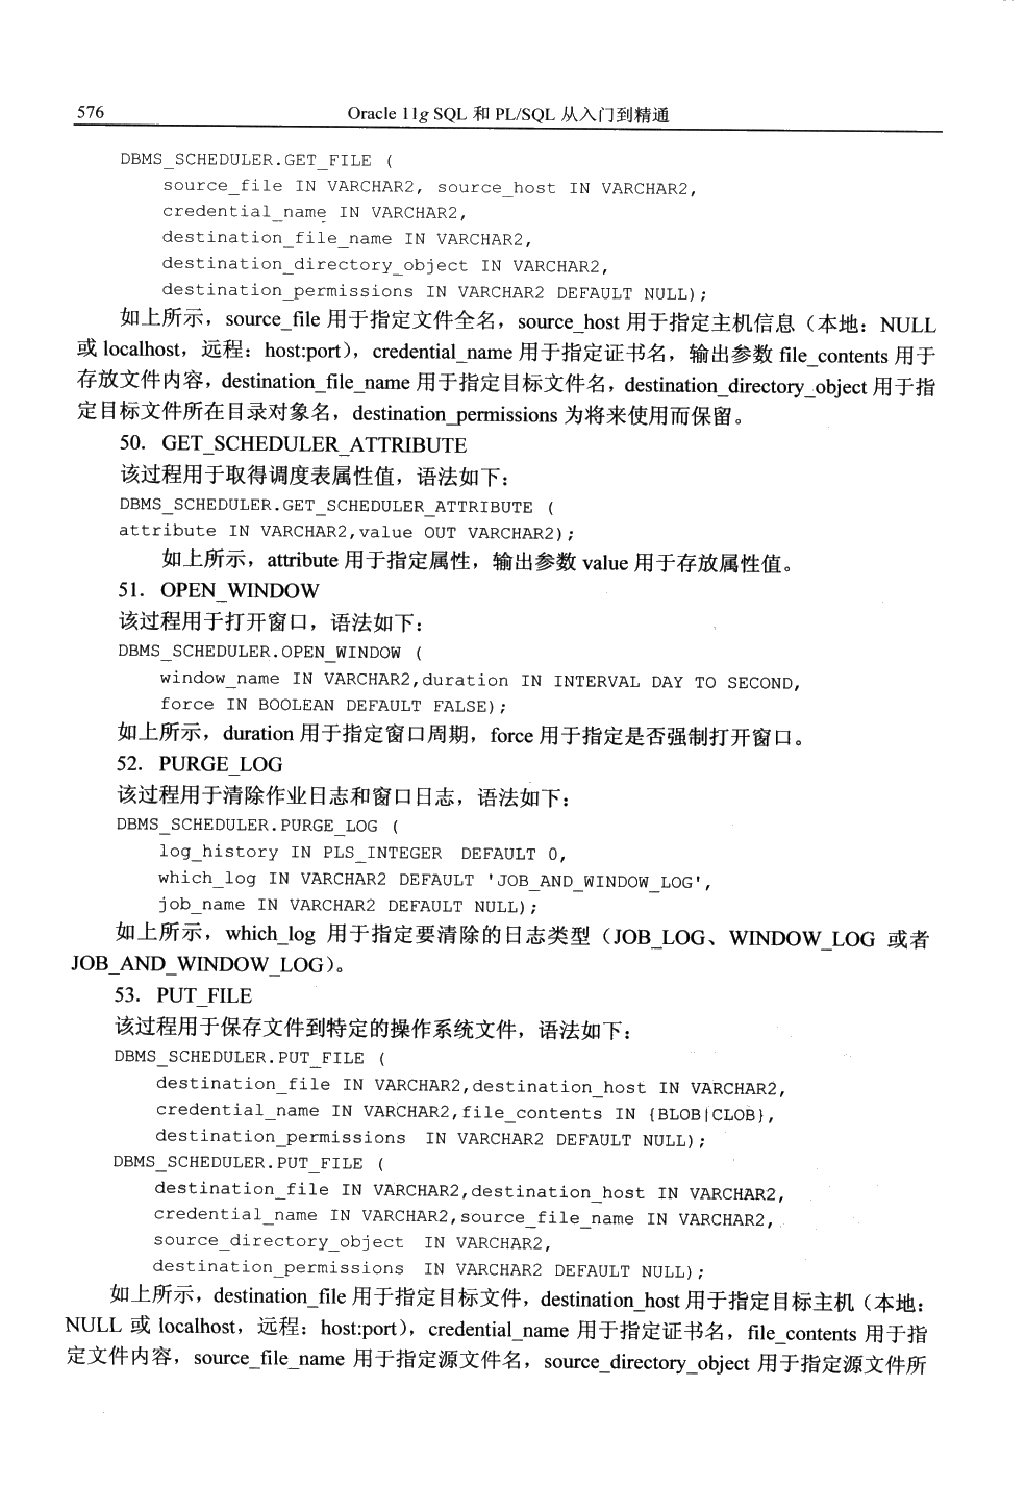 576
Oracle 11g SQL 和 PL/SQL 从入门到精通
DBMS_SCHEDULER.GET_FILE (
source_file IN VARCHAR2, source_host IN VARCHAR2,
credential_name IN VARCHAR2,
destination_file_name IN VARCHAR2,
destination_directory_object IN VARCHAR2,
destination_permissions IN VARCHAR2 DEFAULT NULL);
如上所示，source_file 用于指定文件全名，source_host 用于指定主机信息（本地：NULL
或 localhost，远程：host:port），credential_name 用于指定证书名，输出参数 file_contents 用于
存放文件内容，destination_file_name 用于指定目标文件名，destination_directory_object 用于指
定目标文件所在目录对象名，destination_permissions 为将来使用而保留。
50．GET_SCHEDULER_ATTRIBUTE
该过程用于取得调度表属性值，语法如下：
DBMS_SCHEDULER.GET_SCHEDULER_ATTRIBUTE (
attribute IN VARCHAR2,value OUT VARCHAR2);
如上所示，attribute 用于指定属性，输出参数 value 用于存放属性值。
51．OPEN_WINDOW
该过程用于打开窗口，语法如下：
DBMS_SCHEDULER.OPEN_WINDOW (
window_name IN VARCHAR2,duration IN INTERVAL DAY TO SECOND,
force IN BOOLEAN DEFAULT FALSE);
如上所示，duration 用于指定窗口周期，force 用于指定是否强制打开窗口。
52．PURGE_LOG
该过程用于清除作业日志和窗口日志，语法如下：
DBMS_SCHEDULER.PURGE_LOG (
log_history IN PLS_INTEGER DEFAULT 0,
which_log IN VARCHAR2 DEFAULT 'JOB_AND_WINDOW_LOG',
job_name IN VARCHAR2 DEFAULT NULL);
如上所示，which_log 用于指定要清除的日志类型（JOB_LOG、WINDOW_LOG 或者
JOB_AND_WINDOW_LOG）。
53．PUT_FILE
该过程用于保存文件到特定的操作系统文件，语法如下：
DBMS_SCHEDULER.PUT_FILE (
destination_file IN VARCHAR2,destination_host IN VARCHAR2,
credential_name IN VARCHAR2,file_contents IN {BLOB|CLOB},
destination_permissions IN VARCHAR2 DEFAULT NULL);
DBMS_SCHEDULER.PUT_FILE (
destination_file IN VARCHAR2,destination_host IN VARCHAR2,
credential_name IN VARCHAR2,source_file_name IN VARCHAR2,
source_directory_object IN VARCHAR2,
destination_permissions IN VARCHAR2 DEFAULT NULL);
如上所示，destination_file 用于指定目标文件，destination_host 用于指定目标主机（本地：
NULL 或 localhost，远程：host:port），credential_name 用于指定证书名，file_contents 用于指
定文件内容，source_file_name 用于指定源文件名，source_directory_object 用于指定源文件所